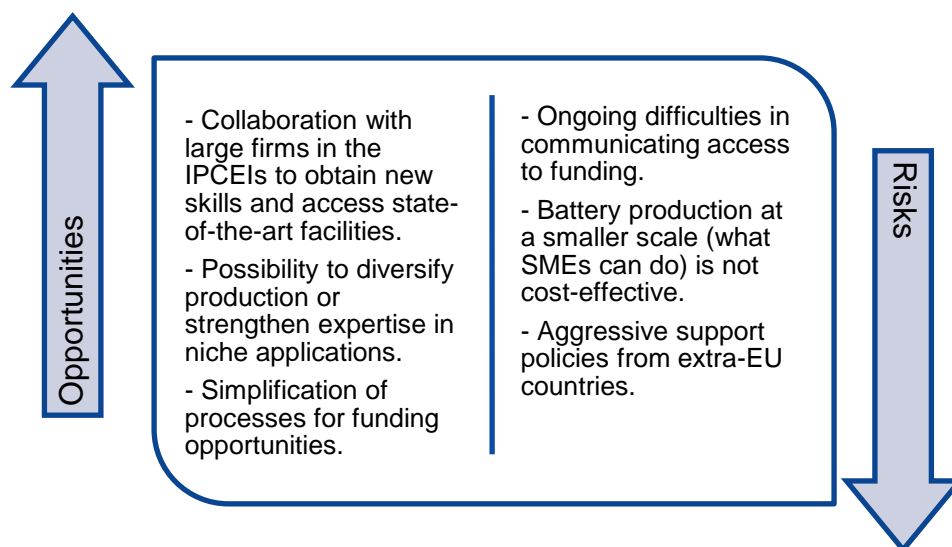 Opportunities
- Collaboration with
large firms in the
IPCEIs to obtain new
skills and access state-
of-the-art facilities.
- Possibility to diversify
production or
strengthen expertise in
niche applications.
- Simplification of
processes for funding
opportunities.
- Ongoing difficulties in
communicating access
to funding.
- Battery production at
a smaller scale (what
SMEs can do) is not
cost-effective.
- Aggressive support
policies from extra-EU
countries.
Risks